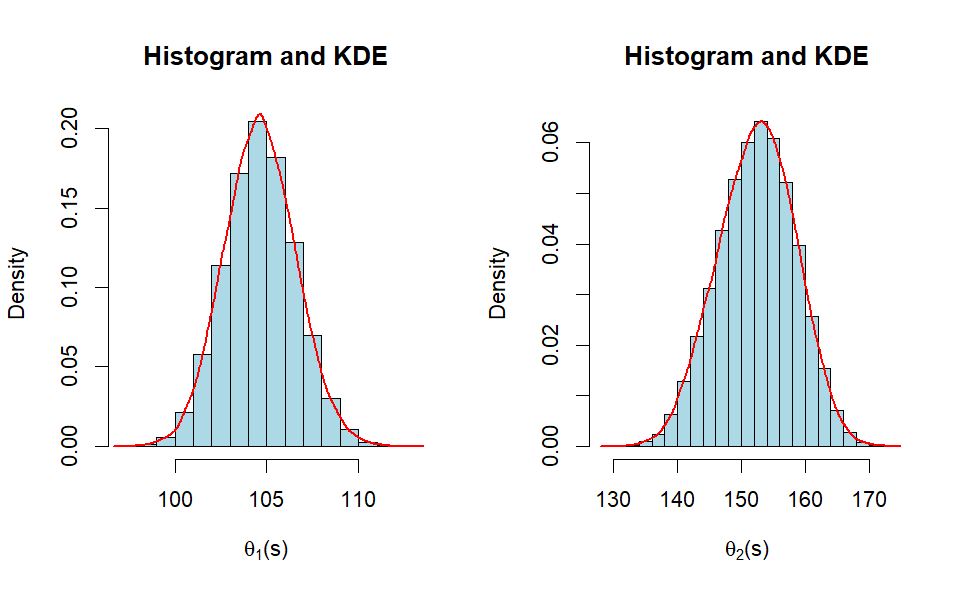 Histogram and KDE
Density
0.00 0.05 0.10 0.15 0.20
100 105 110
θ1(s)
Histogram and KDE
Density
0.00 0.02 0.04 0.06
130 140 150 160 170
θ2(s)